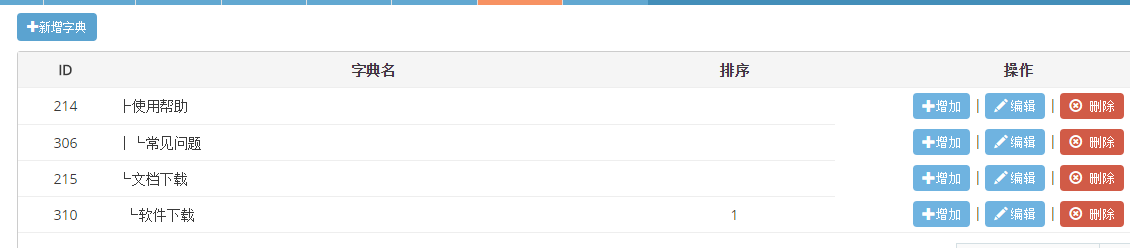 新增字典
ID 字典名 排序 操作
214 ├使用帮助 增加 | 编辑 | 删除
306 | └常见问题 增加 | 编辑 | 删除
215 └文档下载 增加 | 编辑 | 删除
310 └软件下载 1 增加 | 编辑 | 删除